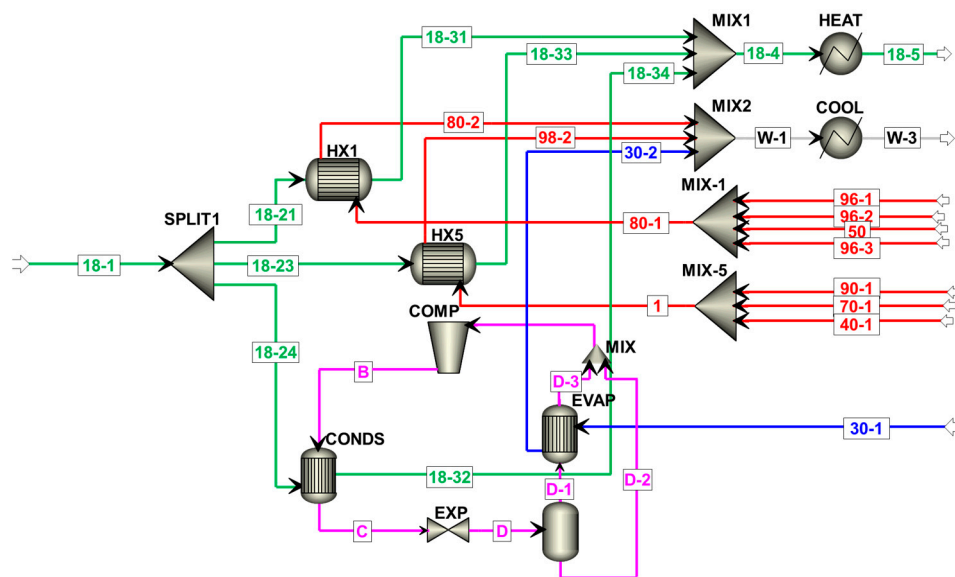 MIX1
HEAT
18-31
18-33
18-4
18-5
18-34
MIX2
COOL
80-2
98-2
W-1
W-3
HX1
30-2
MIX-1
18-21
96-1
SPLIT1
80-1
96-2
50
HX5
96-3
18-1
18-23
MIX-5
90-1
COMP
1
70-1
40-1
18-24
MIX
B
D-3
EVAP
30-1
CONDS
18-32
D-1
D-2
EXP
C
D